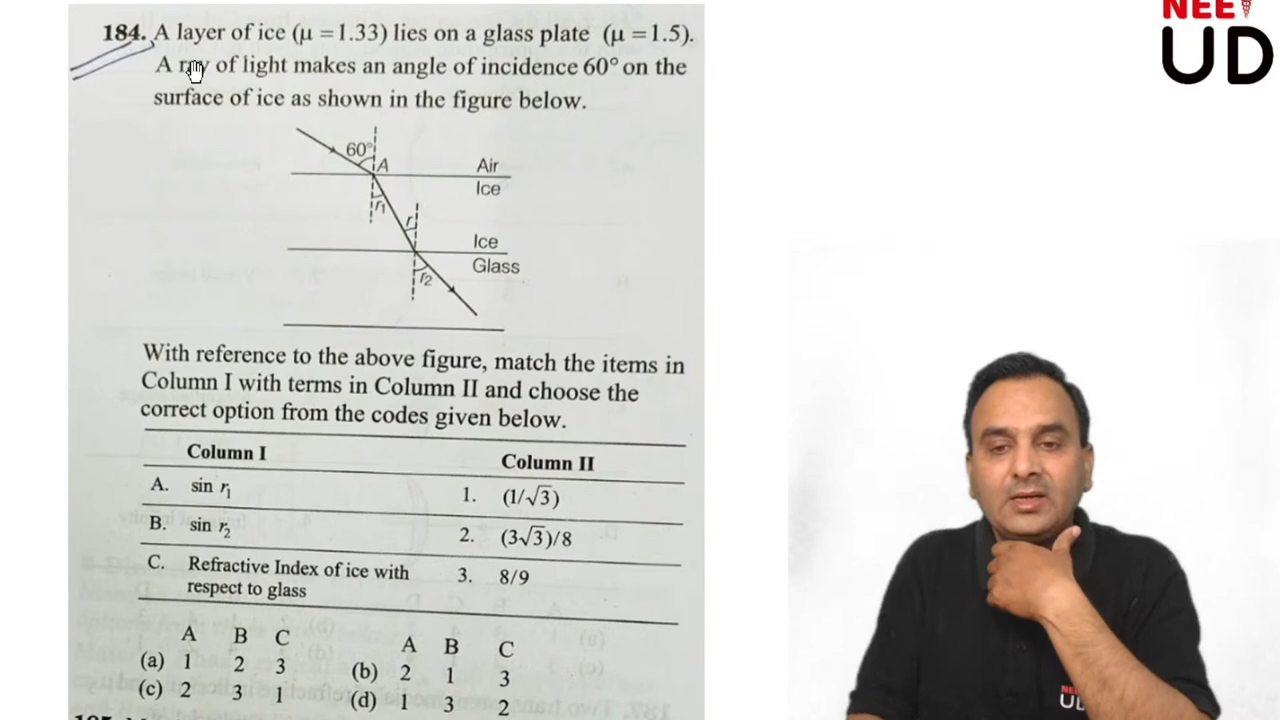 184. A layer of ice (μ = 1.33) lies on a glass plate (μ = 1.5).
A ray of light makes an angle of incidence 60° on the
surface of ice as shown in the figure below.
60°
A
Air
Ice
r₁
r
Ice
Glass
r₂
With reference to the above figure, match the items in
Column I with terms in Column II and choose the
correct option from the codes given below.
Column I Column II
A. sin r₁ 1. (1/√3)
B. sin r₂ 2. (3√3)/8
C. Refractive Index of ice with 3. 8/9
respect to glass
A B C A B C
(a) 1 2 3 (b) 2 1 3
(c) 2 3 1 (d) 1 3 2
NEET
UD
NEET
UD